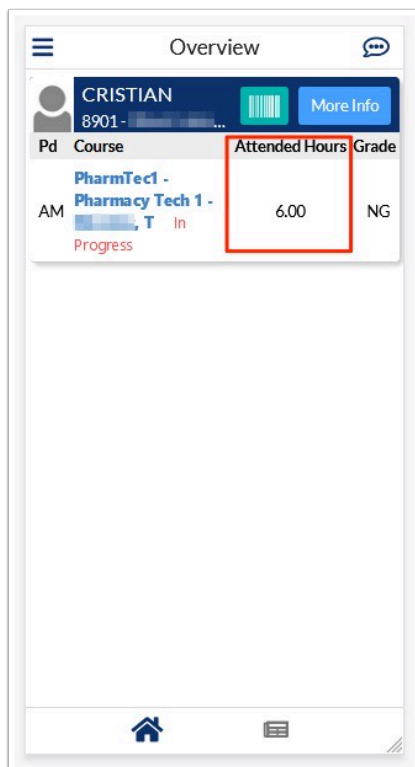 Overview
CRISTIAN
8901 - ...
More Info
Pd Course Attended Hours Grade
PharmTec1 -
AM Pharmacy Tech 1 - 6.00 NG
, T In
Progress